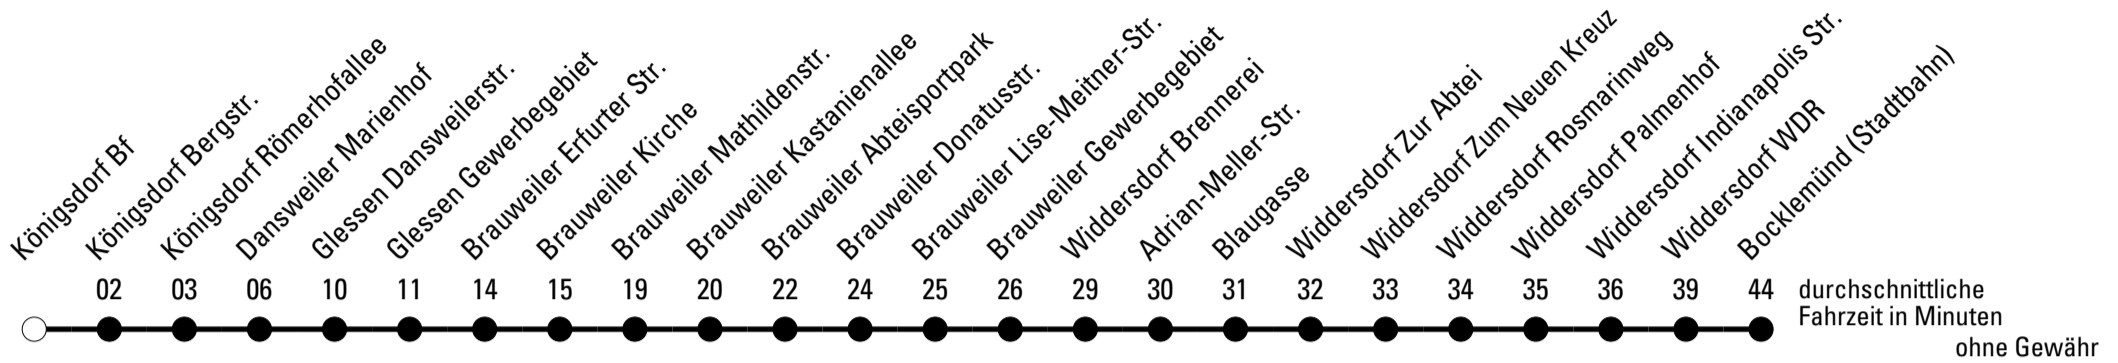 Königsdorf Bf
Königsdorf Bergstr.
Königsdorf Römerhofallee
Dansweiler Marienhof
Glessen Dansweilerstr.
Glessen Gewerbegebiet
Brauweiler Erfurter Str.
Brauweiler Kirche
Brauweiler Mathildenstr.
Brauweiler Kastanienallee
Brauweiler Abteisportpark
Brauweiler Donatusstr.
Brauweiler Lise-Meitner-Str.
Brauweiler Gewerbegebiet
Widdersdorf Brennerei
Adrian-Meller-Str.
Blaugasse
Widdersdorf Zur Abtei
Widdersdorf Zum Neuen Kreuz
Widdersdorf Rosmarinweg
Widdersdorf Palmenhof
Widdersdorf Indianapolis Str.
Widdersdorf WDR
Bocklemünd (Stadtbahn)
02 03 06 10 11 14 15 19 20 22 24 25 26 29 30 31 32 33 34 35 36 39 44 durchschnittliche
Fahrzeit in Minuten
ohne Gewähr